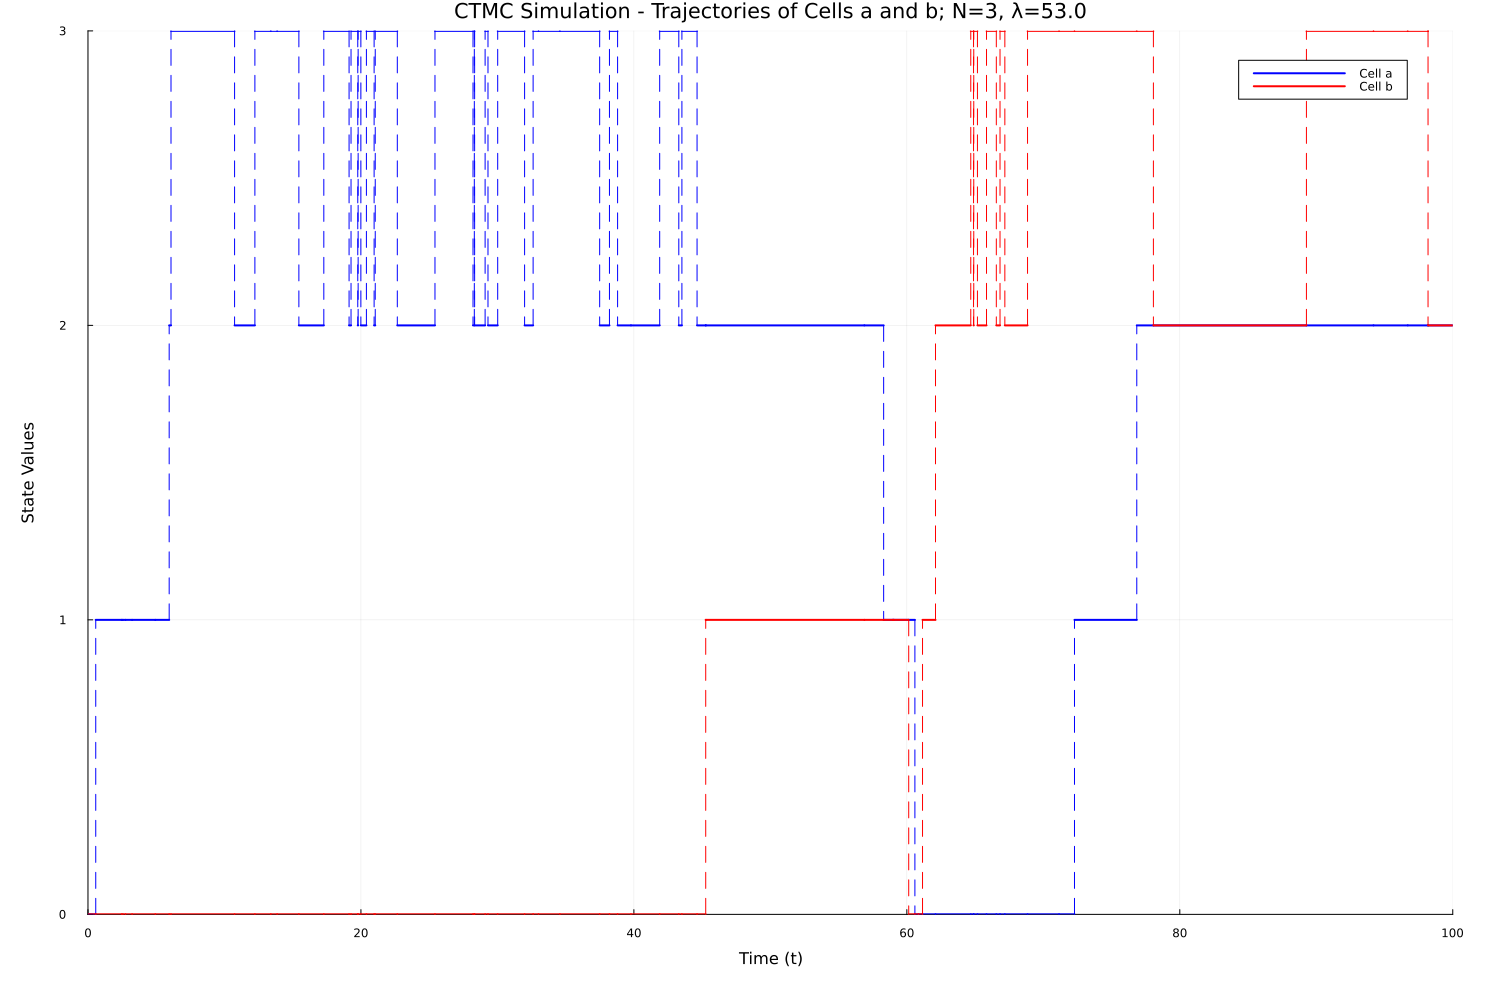 CTMC Simulation - Trajectories of Cells a and b; N=3, λ=53.0
3
Cell a
Cell b
2
State Values
1
0
0 20 40 60 80 100
Time (t)